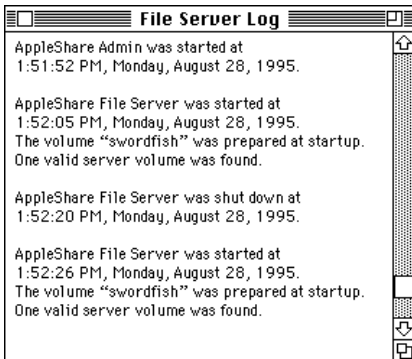 File Server Log
AppleShare Admin was started at
1:51:52 PM, Monday, August 28, 1995.
AppleShare File Server was started at
1:52:05 PM, Monday, August 28, 1995.
The volume “swordfish” was prepared at startup.
One valid server volume was found.
AppleShare File Server was shut down at
1:52:20 PM, Monday, August 28, 1995.
AppleShare File Server was started at
1:52:26 PM, Monday, August 28, 1995.
The volume “swordfish” was prepared at startup.
One valid server volume was found.